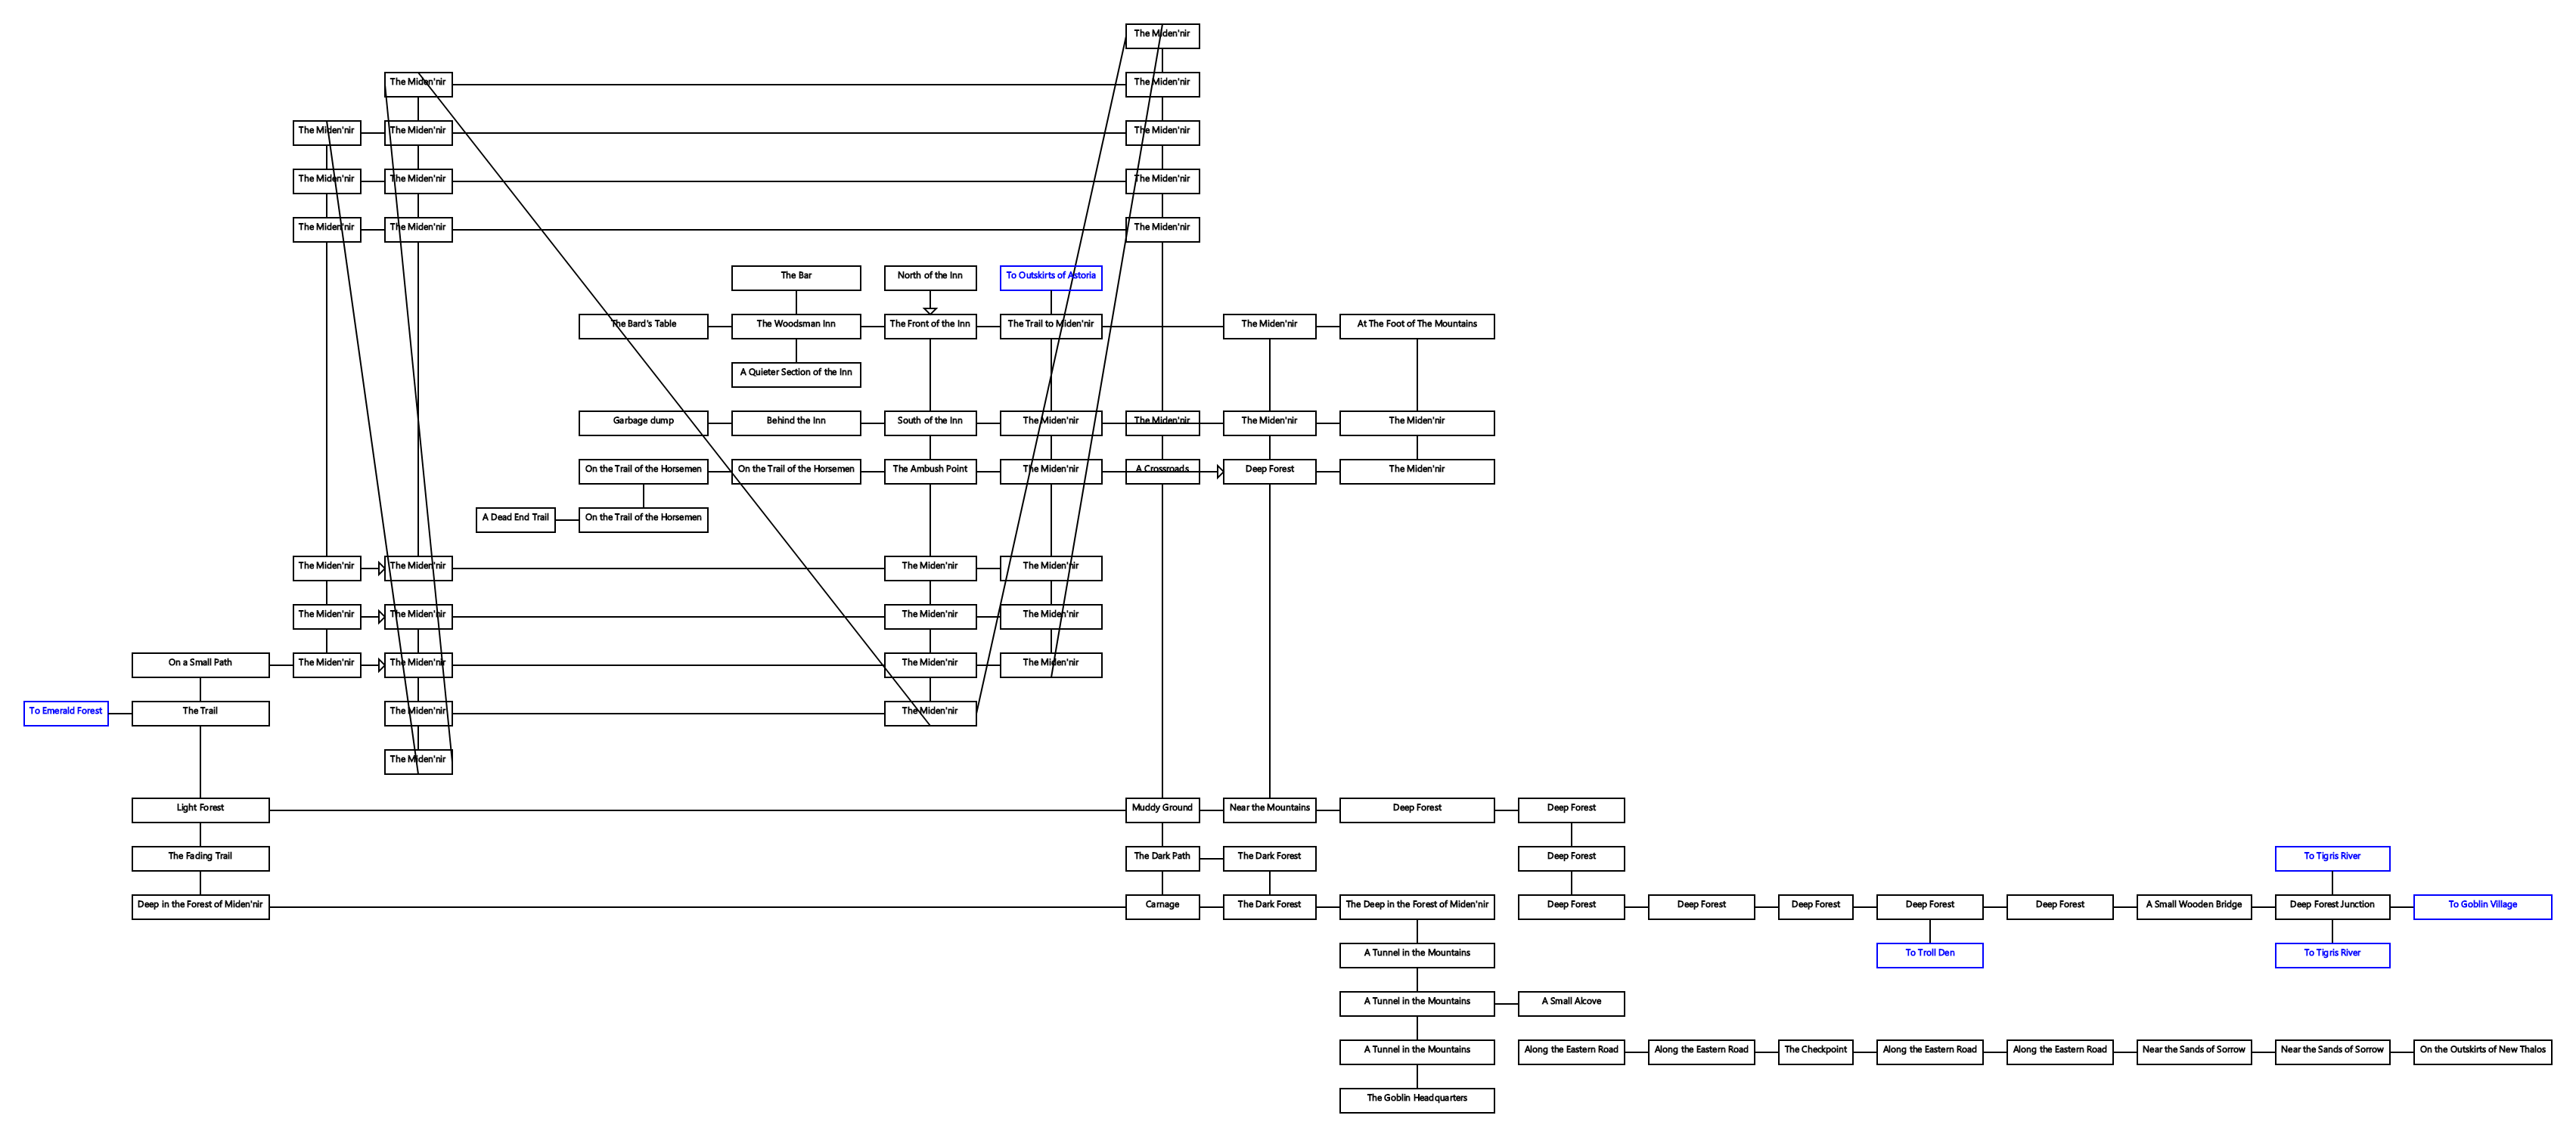 The Miden'nir
The Miden'nir
The Miden'nir
The Miden'nir
The Miden'nir
The Miden'nir
The Miden'nir
The Miden'nir
The Miden'nir
The Miden'nir
The Miden'nir
The Miden'nir
The Bar
North of the Inn
To Outskirts of Astoria
The Bard's Table
The Woodsman Inn
The Front of the Inn
The Trail to Miden'nir
The Miden'nir
At The Foot of The Mountains
A Quieter Section of the Inn
Garbage dump
Behind the Inn
South of the Inn
The Miden'nir
The Miden'nir
The Miden'nir
The Miden'nir
On the Trail of the Horsemen
On the Trail of the Horsemen
The Ambush Point
The Miden'nir
A Crossroads
Deep Forest
The Miden'nir
A Dead End Trail
On the Trail of the Horsemen
The Miden'nir
The Miden'nir
The Miden'nir
The Miden'nir
The Miden'nir
The Miden'nir
The Miden'nir
The Miden'nir
On a Small Path
The Miden'nir
The Miden'nir
The Miden'nir
The Miden'nir
To Emerald Forest
The Trail
The Miden'nir
The Miden'nir
The Miden'nir
Light Forest
Muddy Ground
Near the Mountains
Deep Forest
Deep Forest
The Fading Trail
The Dark Path
The Dark Forest
Deep Forest
To Tigris River
Deep in the Forest of Miden'nir
Carnage
The Dark Forest
The Deep in the Forest of Miden'nir
Deep Forest
Deep Forest
Deep Forest
Deep Forest
Deep Forest
A Small Wooden Bridge
Deep Forest Junction
To Goblin Village
A Tunnel in the Mountains
To Troll Den
To Tigris River
A Tunnel in the Mountains
A Small Alcove
A Tunnel in the Mountains
Along the Eastern Road
Along the Eastern Road
The Checkpoint
Along the Eastern Road
Along the Eastern Road
Near the Sands of Sorrow
Near the Sands of Sorrow
On the Outskirts of New Thalos
The Goblin Headquarters